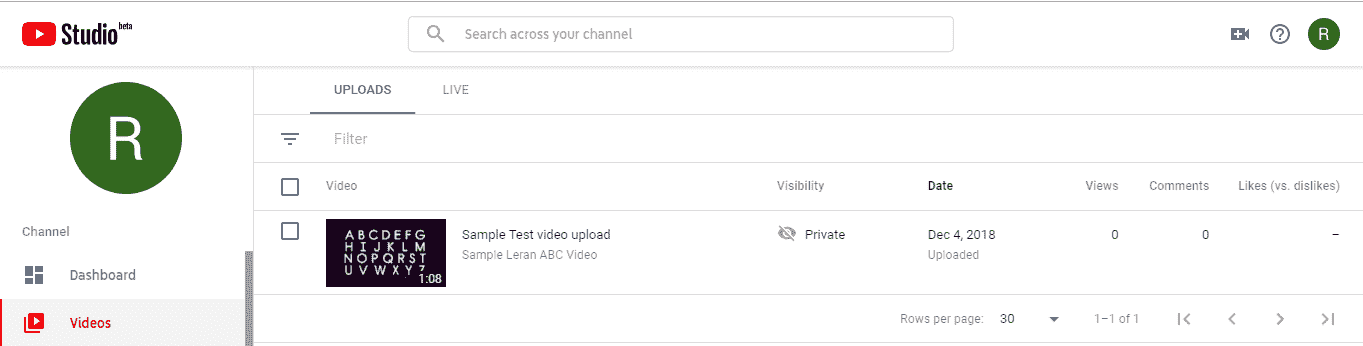 Studio beta
Search across your channel
R
R
UPLOADS LIVE
Filter
Channel
Dashboard
Videos
Video Visibility Date Views Comments Likes (vs. dislikes)
ABCDEFG
HIJKLM
NOPQRST
UVWXYZ
1:08
Sample Test video upload Private Dec 4, 2018 0 0 –
Sample Leran ABC Video Uploaded
Rows per page: 30 1–1 of 1